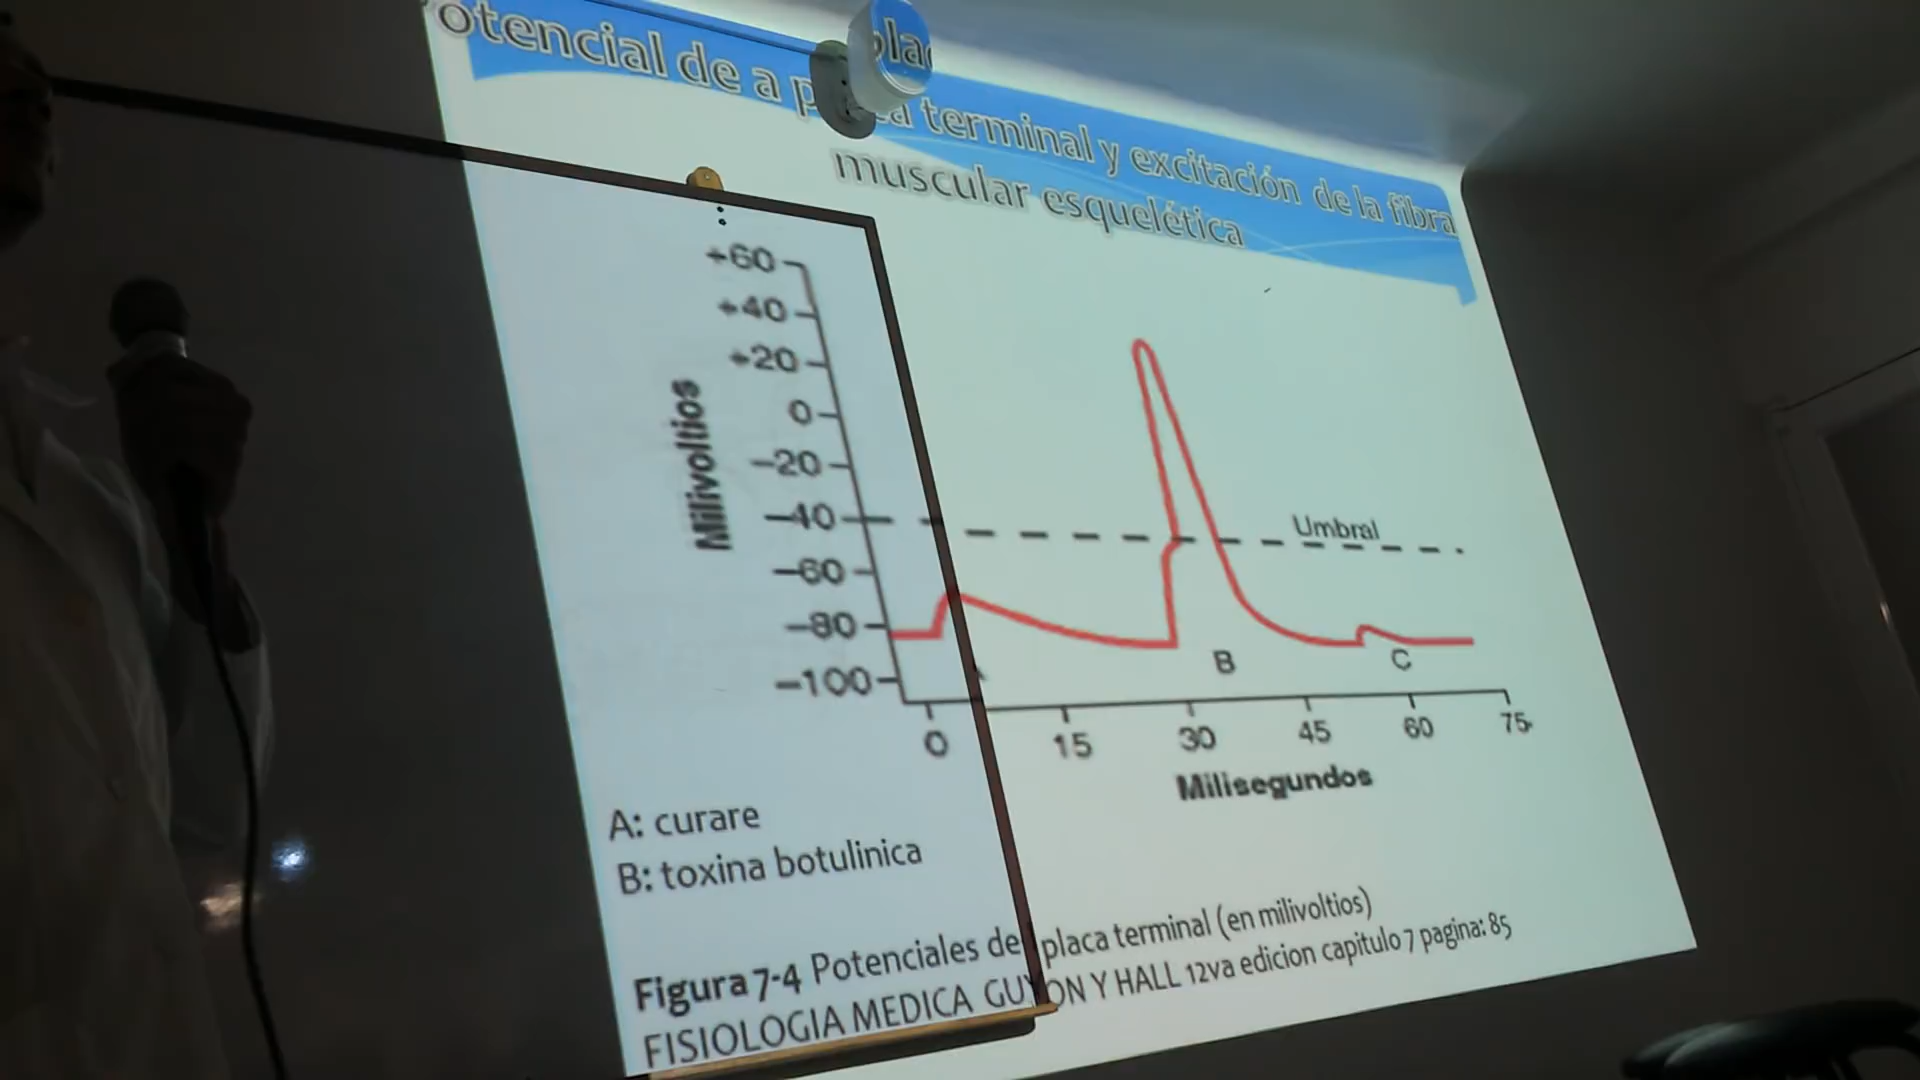 otencial de a placa terminal y excitación de la fibra
muscular esquelética
+60
+40
+20
0
-20
-40
-60
-80
-100
Milivoltios
Umbral
B
C
0 15 30 45 60 75
Milisegundos
A: curare
B: toxina botulinica
Figura 7-4 Potenciales de placa terminal (en milivoltios)
FISIOLOGIA MEDICA GUYON Y HALL 12va edicion capitulo 7 pagina: 85